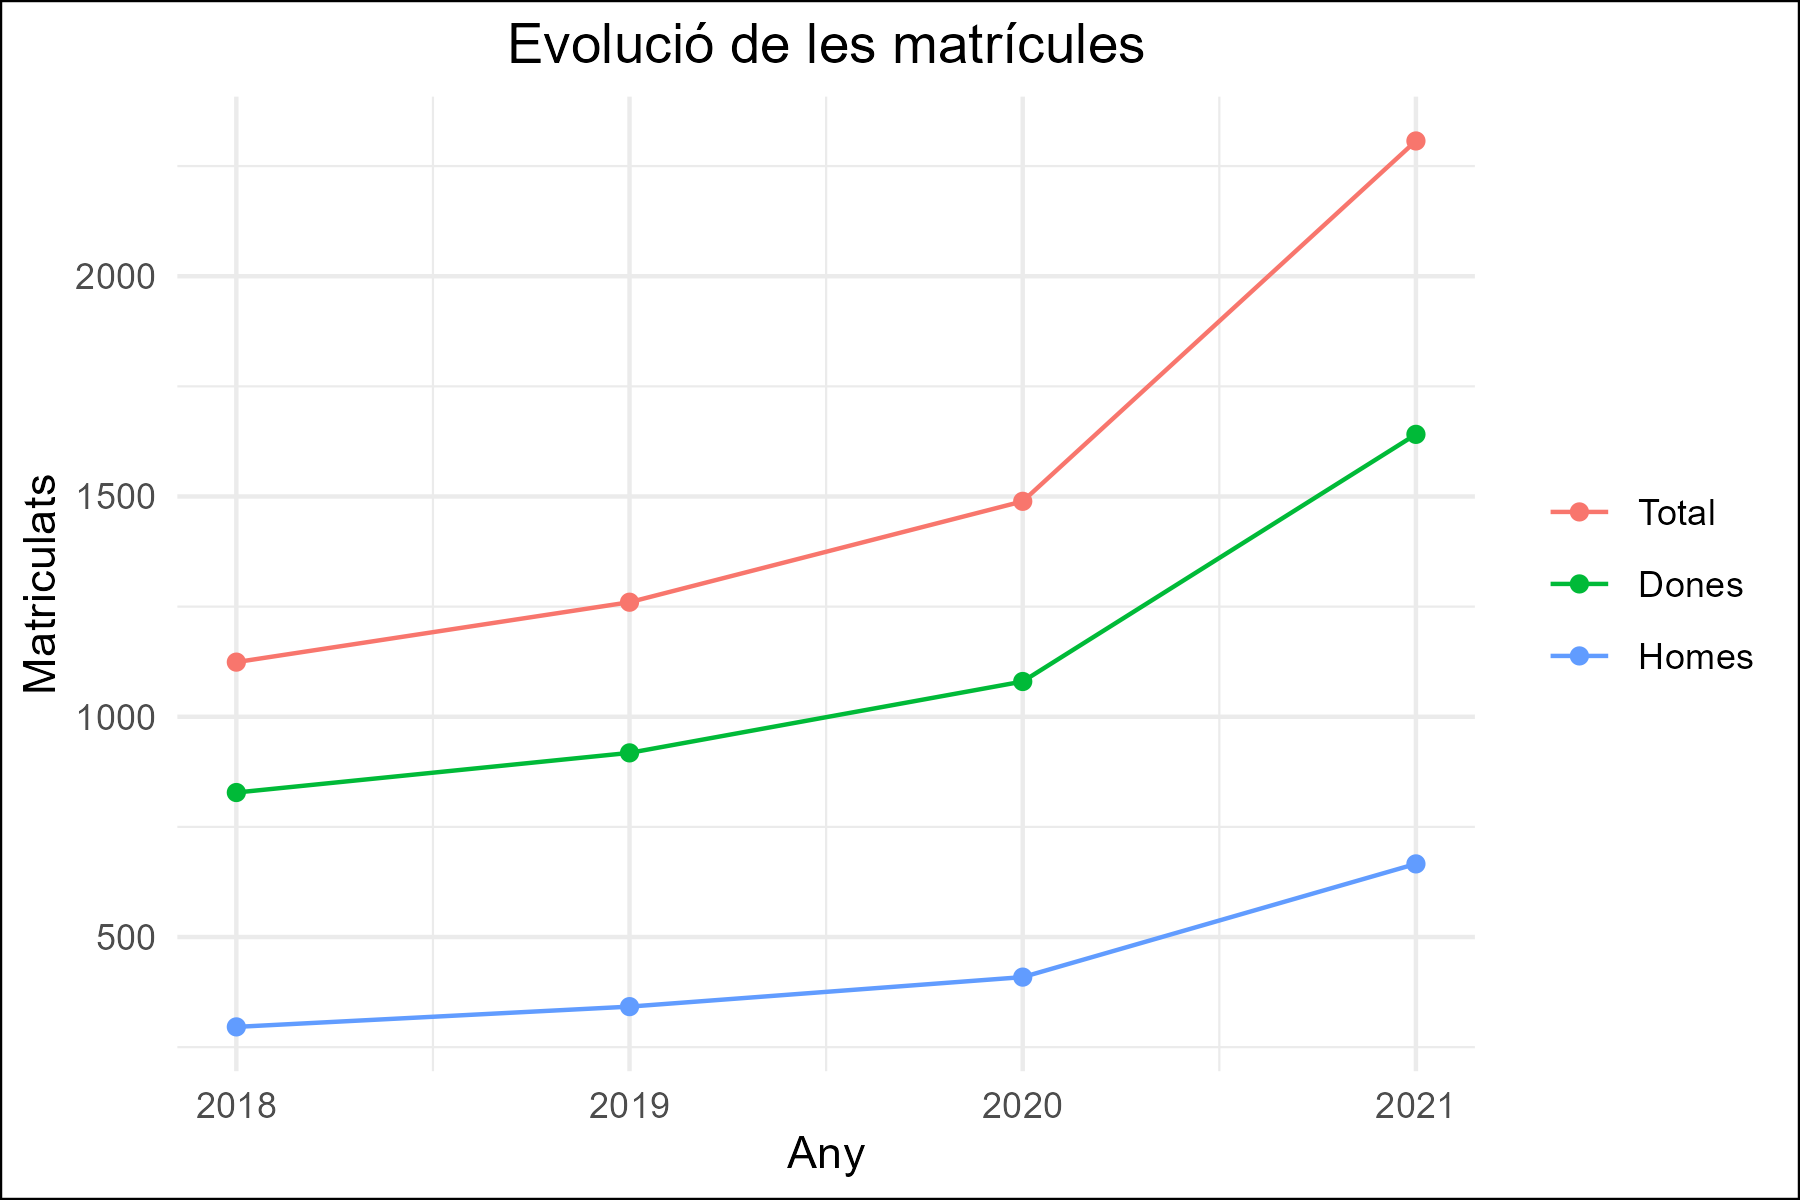 Evolució de les matrícules
Matriculats
2000
1500
1000
500
2018
2019
2020
2021
Any
Total
Dones
Homes